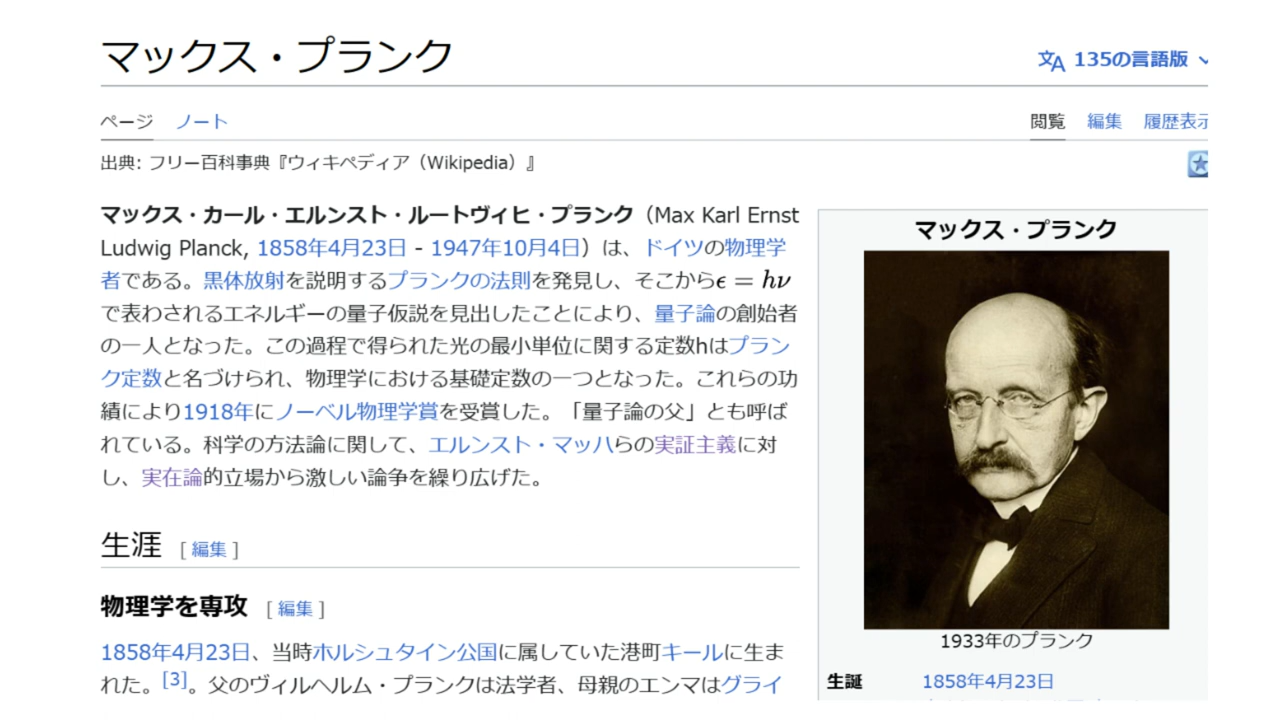 マックス・プランク
135の言語版
ページ ノート
閲覧 編集 履歴表示
出典: フリー百科事典『ウィキペディア（Wikipedia）』
マックス・カール・エルンスト・ルートヴィヒ・プランク（Max Karl Ernst
Ludwig Planck, 1858年4月23日 - 1947年10月4日）は、ドイツの物理学
者である。黒体放射を説明するプランクの法則を発見し、そこからϵ = hν
で表わされるエネルギーの量子仮説を見出したことにより、量子論の創始者
の一人となった。この過程で得られた光の最小単位に関する定数hはプラン
ク定数と名づけられ、物理学における基礎定数の一つとなった。これらの功
績により1918年にノーベル物理学賞を受賞した。「量子論の父」とも呼ば
れている。科学の方法論に関して、エルンスト・マッハらの実証主義に対
し、実在論的立場から激しい論争を繰り広げた。
生涯 [ 編集 ]
物理学を専攻 [ 編集 ]
1858年4月23日、当時ホルシュタイン公国に属していた港町キールに生ま
れた。[3]。父のヴィルヘルム・プランクは法学者、母親のエンマはグライ
マックス・プランク
1933年のプランク
生誕 1858年4月23日